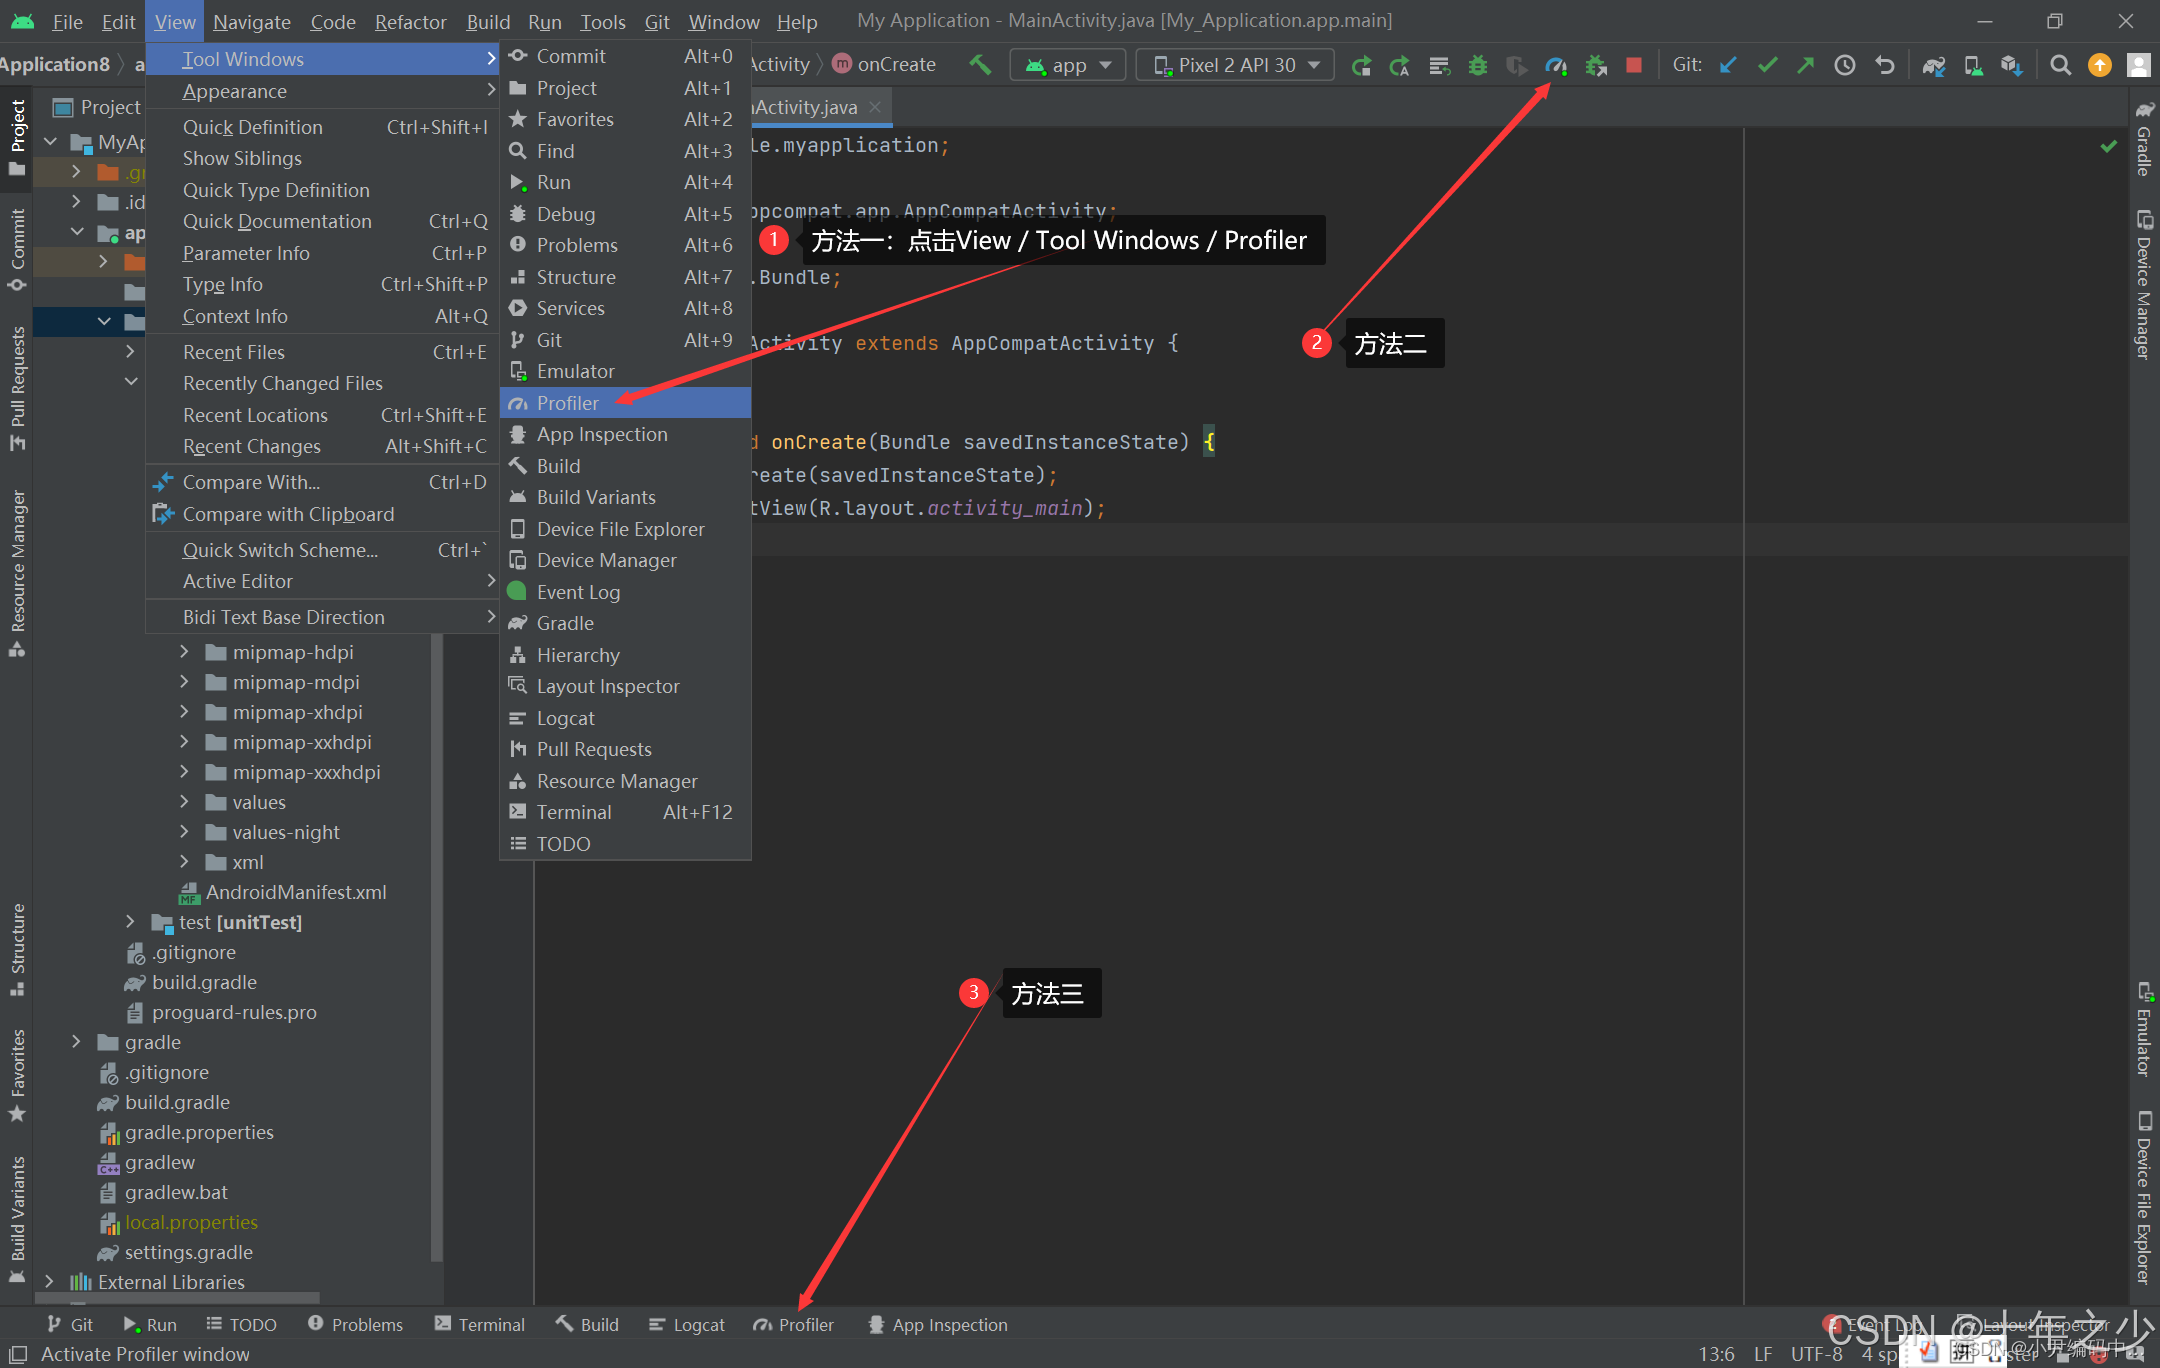 File Edit View Navigate Code Refactor Build Run Tools Git Window Help My Application - MainActivity.java [My_Application.app.main]
Application8 a
Activity onCreate app Pixel 2 API 30 Git:
Project
MyAp
.gr
.id
ap
Tool Windows
Appearance
Quick Definition Ctrl+Shift+I
Show Siblings
Quick Type Definition
Quick Documentation Ctrl+Q
Parameter Info Ctrl+P
Type Info Ctrl+Shift+P
Context Info Alt+Q
Recent Files Ctrl+E
Recently Changed Files
Recent Locations Ctrl+Shift+E
Recent Changes Alt+Shift+C
Compare With... Ctrl+D
Compare with Clipboard
Quick Switch Scheme... Ctrl+`
Active Editor
Bidi Text Base Direction
Commit Alt+0
Project Alt+1
Favorites Alt+2
Find Alt+3
Run Alt+4
Debug Alt+5
Problems Alt+6
Structure Alt+7
Services Alt+8
Git Alt+9
Emulator
Profiler
App Inspection
Build
Build Variants
Device File Explorer
Device Manager
Event Log
Gradle
Hierarchy
Layout Inspector
Logcat
Pull Requests
Resource Manager
Terminal Alt+F12
TODO
nActivity.java
le.myapplication;
ppcompat.app.AppCompatActivity;
1 方法一：点击View / Tool Windows / Profiler
.Bundle;
2 方法二
Activity extends AppCompatActivity {
d onCreate(Bundle savedInstanceState) {
reate(savedInstanceState);
tView(R.layout.activity_main);
3 方法三
mipmap-hdpi
mipmap-mdpi
mipmap-xhdpi
mipmap-xxhdpi
mipmap-xxxhdpi
values
values-night
xml
AndroidManifest.xml
test [unitTest]
.gitignore
build.gradle
proguard-rules.pro
gradle
.gitignore
build.gradle
gradle.properties
gradlew
gradlew.bat
local.properties
settings.gradle
External Libraries
Project
Commit
Pull Requests
Resource Manager
Structure
Favorites
Build Variants
Gradle
Device Manager
Emulator
Device File Explorer
Git Run TODO Problems Terminal Build Logcat Profiler App Inspection Event Log Layout Inspector
Activate Profiler window 13:6 LF UTF-8 4 sp
CSDN @十年之少
CSDN @小亓编码中